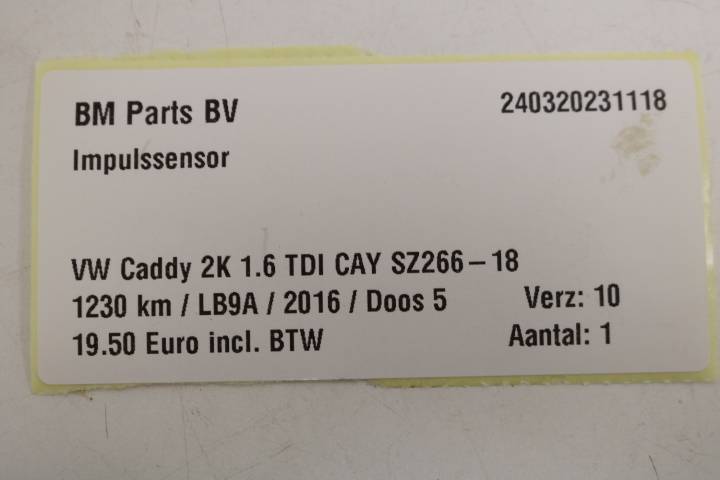 BM Parts BV 240320231118
Impulssensor
VW Caddy 2K 1.6 TDI CAY SZ266-18
1230 km / LB9A / 2016 / Doos 5 Verz: 10
19.50 Euro incl. BTW Aantal: 1